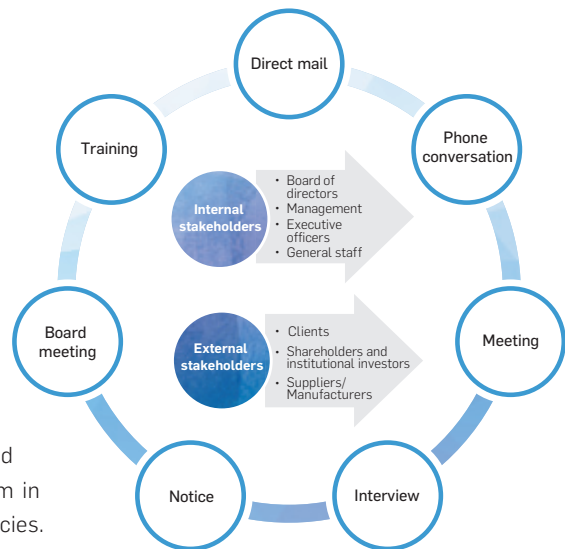 Direct mail
Phone
conversation
Meeting
Interview
Notice
Board
meeting
Training
Internal
stakeholders
• Board of
directors
• Management
• Executive
officers
• General staff
External
stakeholders
• Clients
• Shareholders and
institutional investors
• Suppliers/
Manufacturers
d
m in
cies.